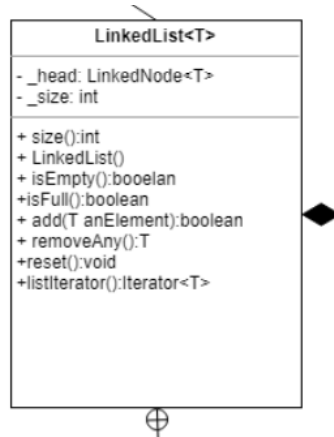 LinkedList<T>
- _head: LinkedNode<T>
- _size: int
+ size():int
+ LinkedList()
+ isEmpty():booelan
+isFull():boolean
+ add(T anElement):boolean
+ removeAny():T
+reset():void
+listIterator():Iterator<T>